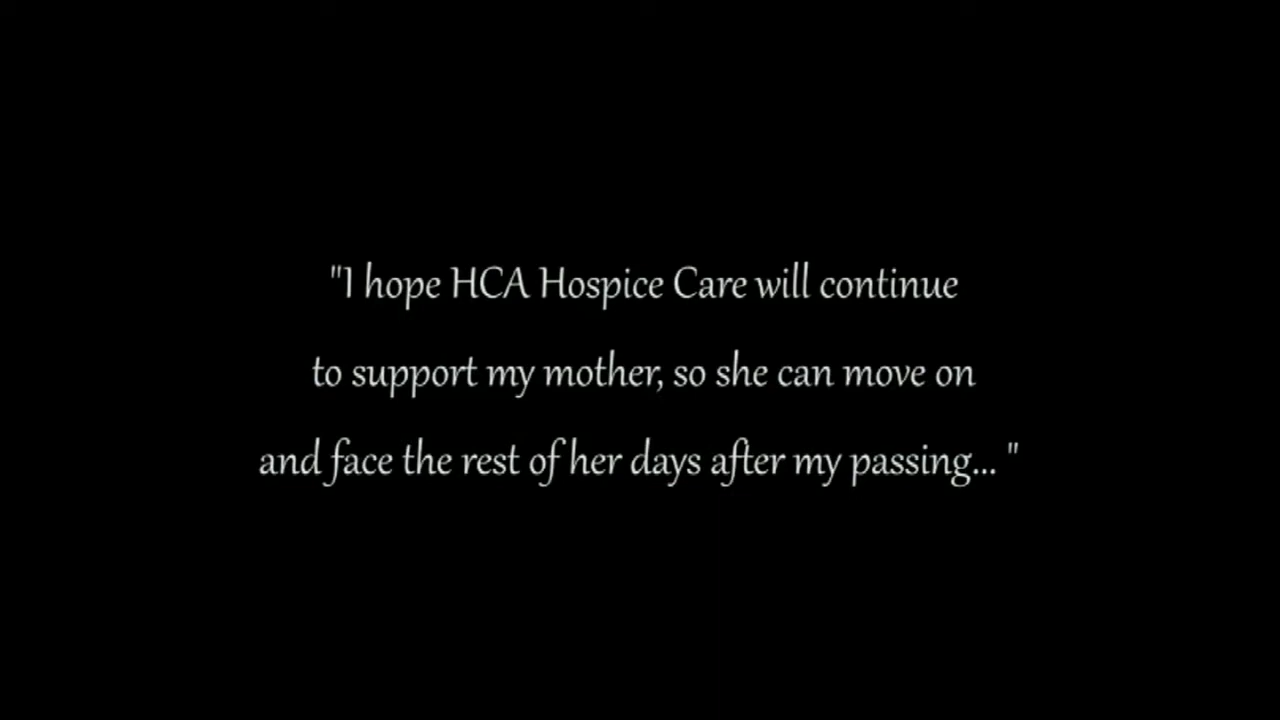 "I hope HCA Hospice Care will continue
to support my mother, so she can move on
and face the rest of her days after my passing... "